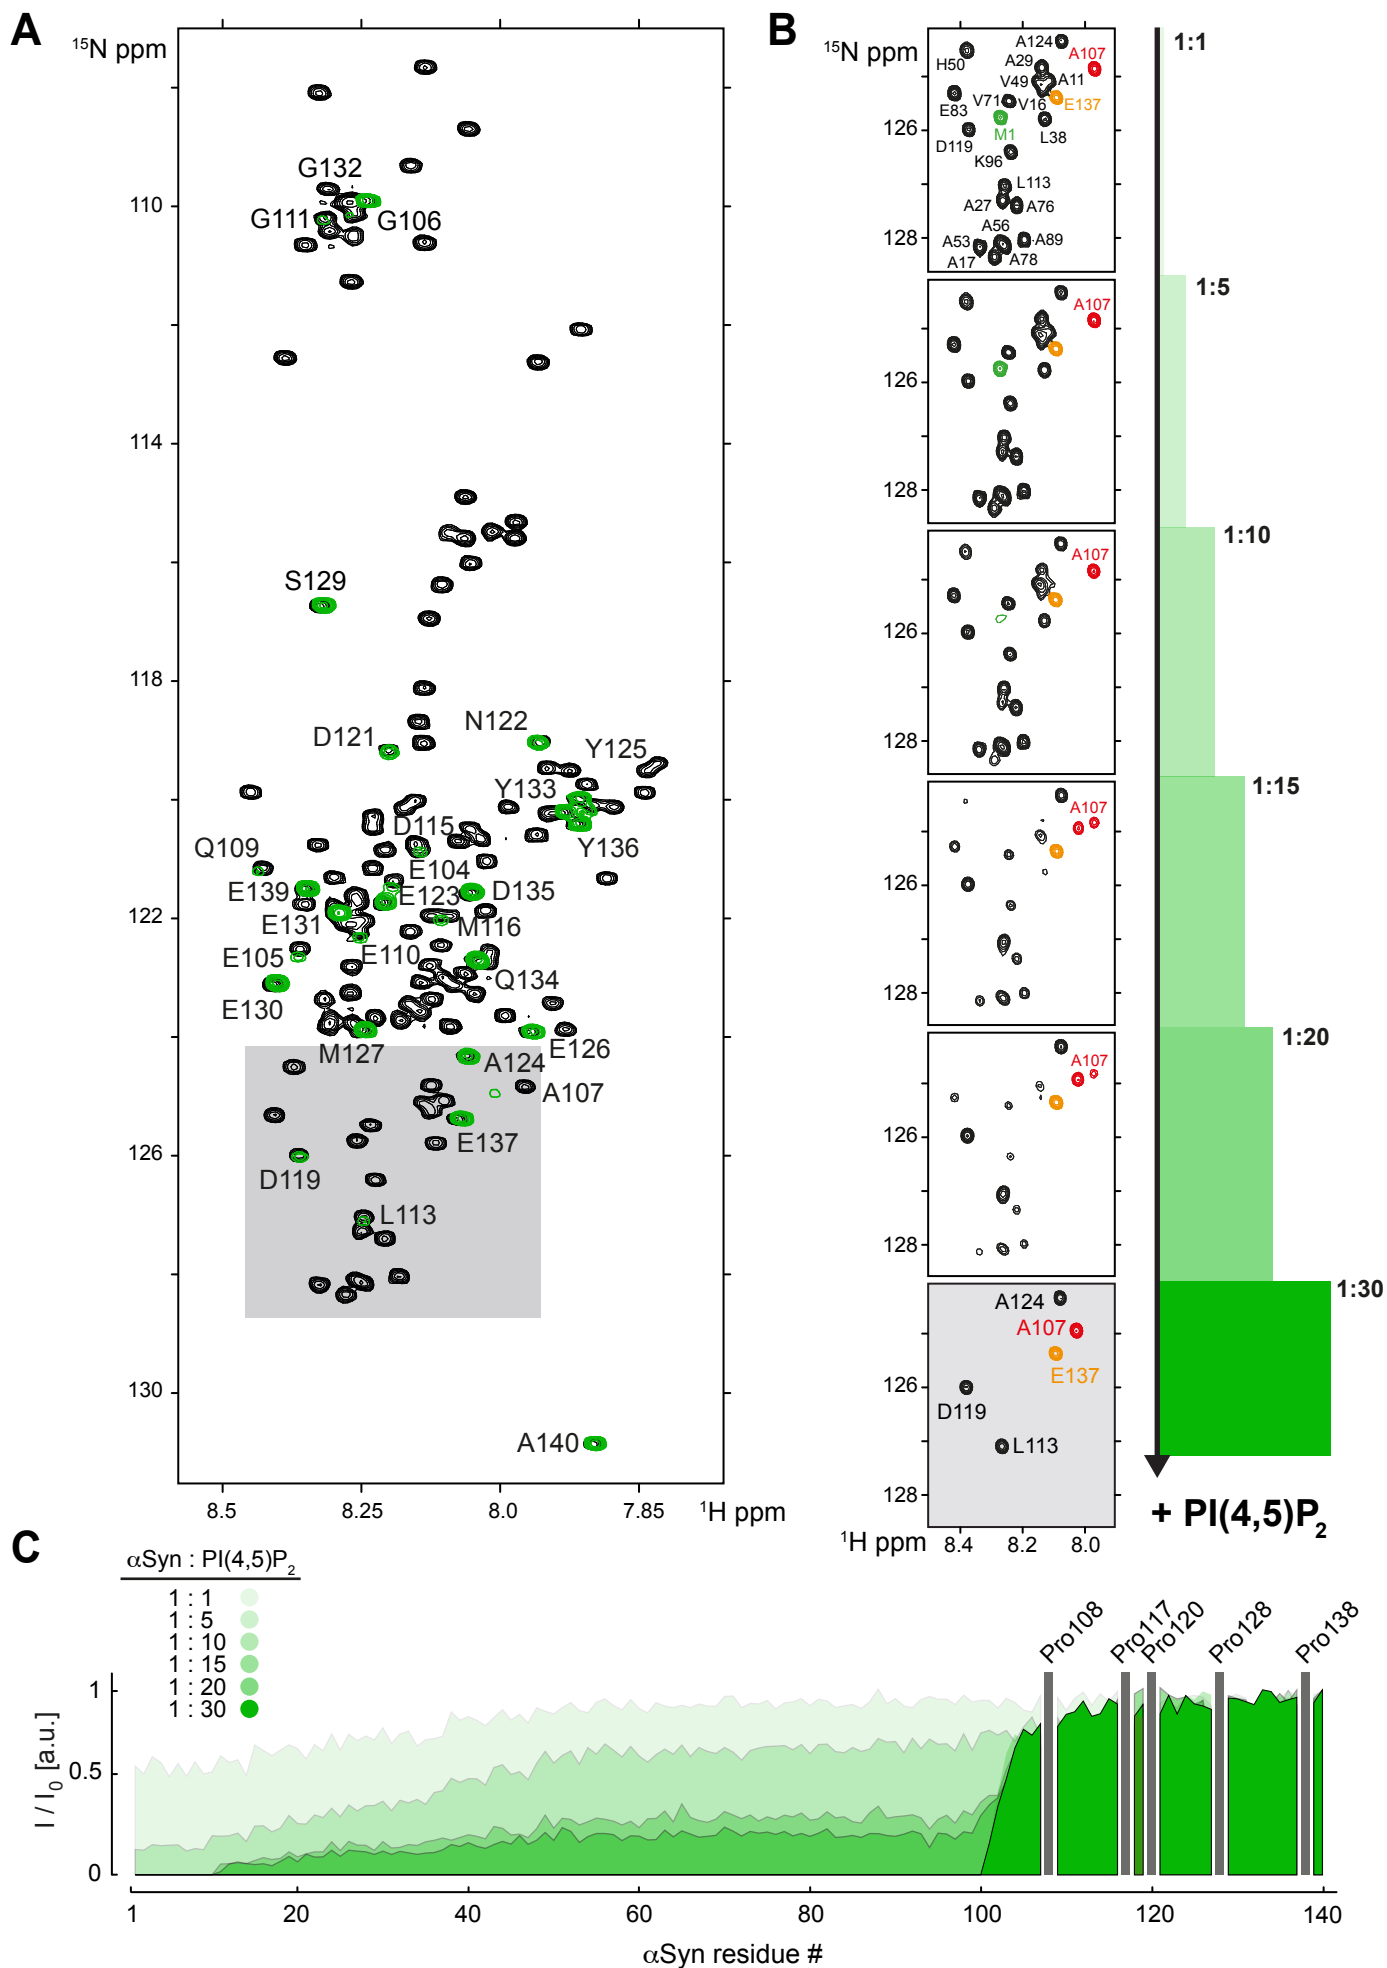 A
¹⁵N ppm
G132
G111
G106
110
114
S129
118
D121
N122
Y125
Y133
D115
Y136
Q109
E104
E139
E123
D135
122
E131
M116
E105
E110
Q134
E130
M127
E126
A124
A107
E137
126
D119
L113
130
A140
8.5
8.25
8.0
7.85
¹H ppm
B
¹⁵N ppm
A124
H50
A29
A107
V49
A11
E83
V71
V16
E137
126
M1
D119
L38
K96
L113
A27
A76
A56
128
A53
A89
A17
A78
1:1
A107
126
128
1:5
A107
126
128
1:10
A107
126
128
1:15
A107
126
128
1:20
A124
A107
E137
126
D119
L113
128
1:30
¹H ppm
8.4
8.2
8.0
+ PI(4,5)P₂
C
αSyn : PI(4,5)P₂
1 : 1
1 : 5
1 : 10
1 : 15
1 : 20
1 : 30
Pro108
Pro117
Pro120
Pro128
Pro138
I / I₀ [a.u.]
1
0.5
0
1
20
40
60
80
100
120
140
αSyn residue #